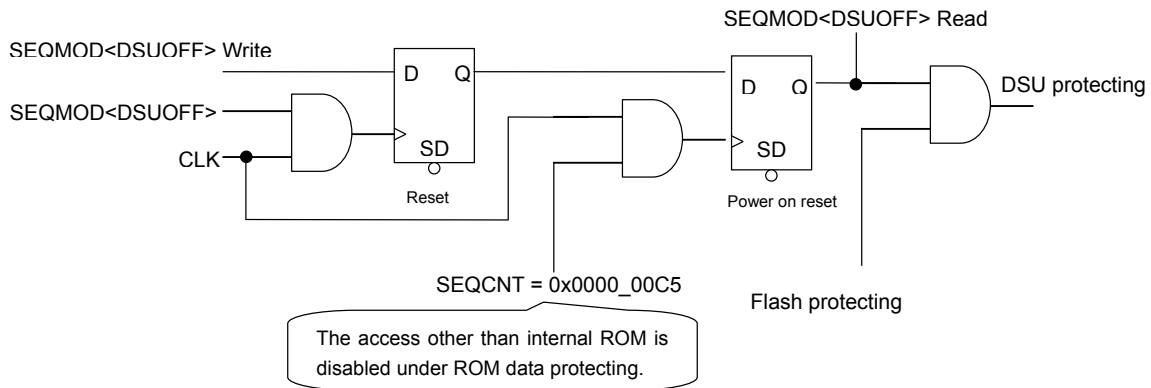 SEQMOD<DSUOFF> Read
SEQMOD<DSUOFF> Write
D Q
D Q
DSU protecting
SEQMOD<DSUOFF>
CLK
SD
SD
Reset
Power on reset
SEQCNT = 0x0000_00C5
Flash protecting
The access other than internal ROM is
disabled under ROM data protecting.